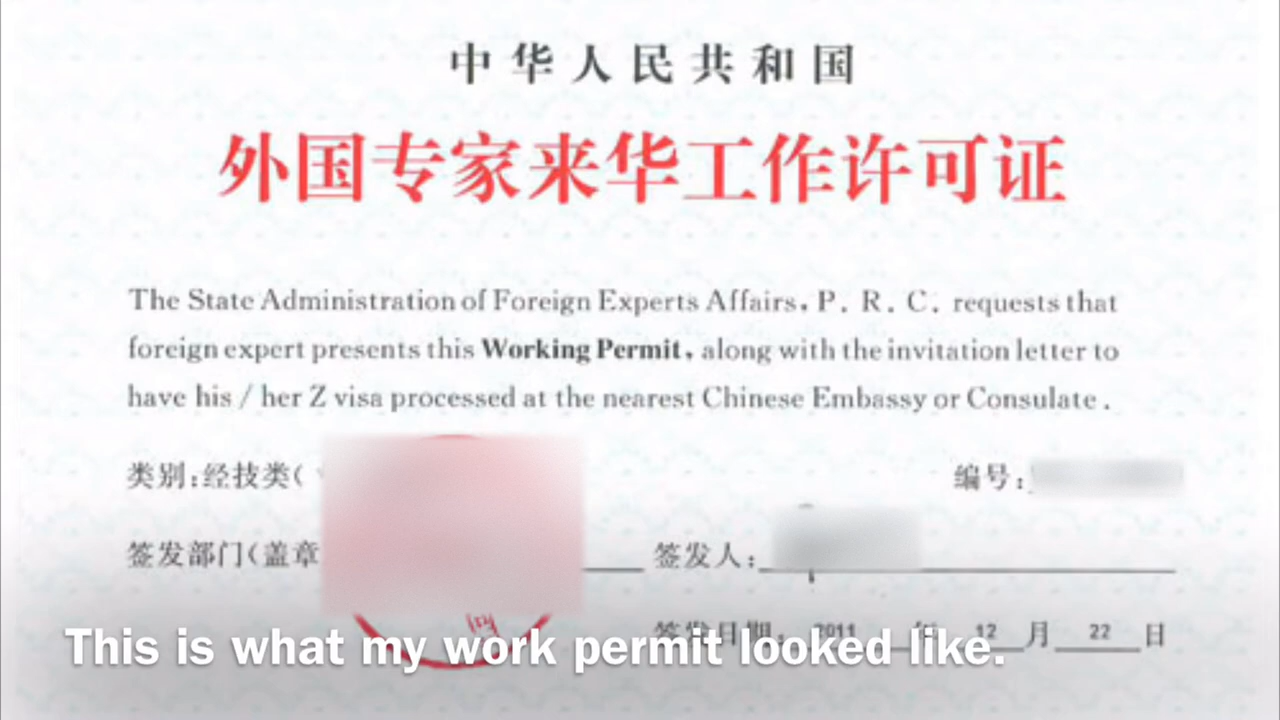 中华人民共和国
外国专家来华工作许可证
The State Administration of Foreign Experts Affairs, P. R. C. requests that
foreign expert presents this Working Permit, along with the invitation letter to
have his / her Z visa processed at the nearest Chinese Embassy or Consulate .
类别:经技类( 编号:
签发部门(盖章 签发人:
签发日期: 2011 年 12 月 22 日
This is what my work permit looked like.